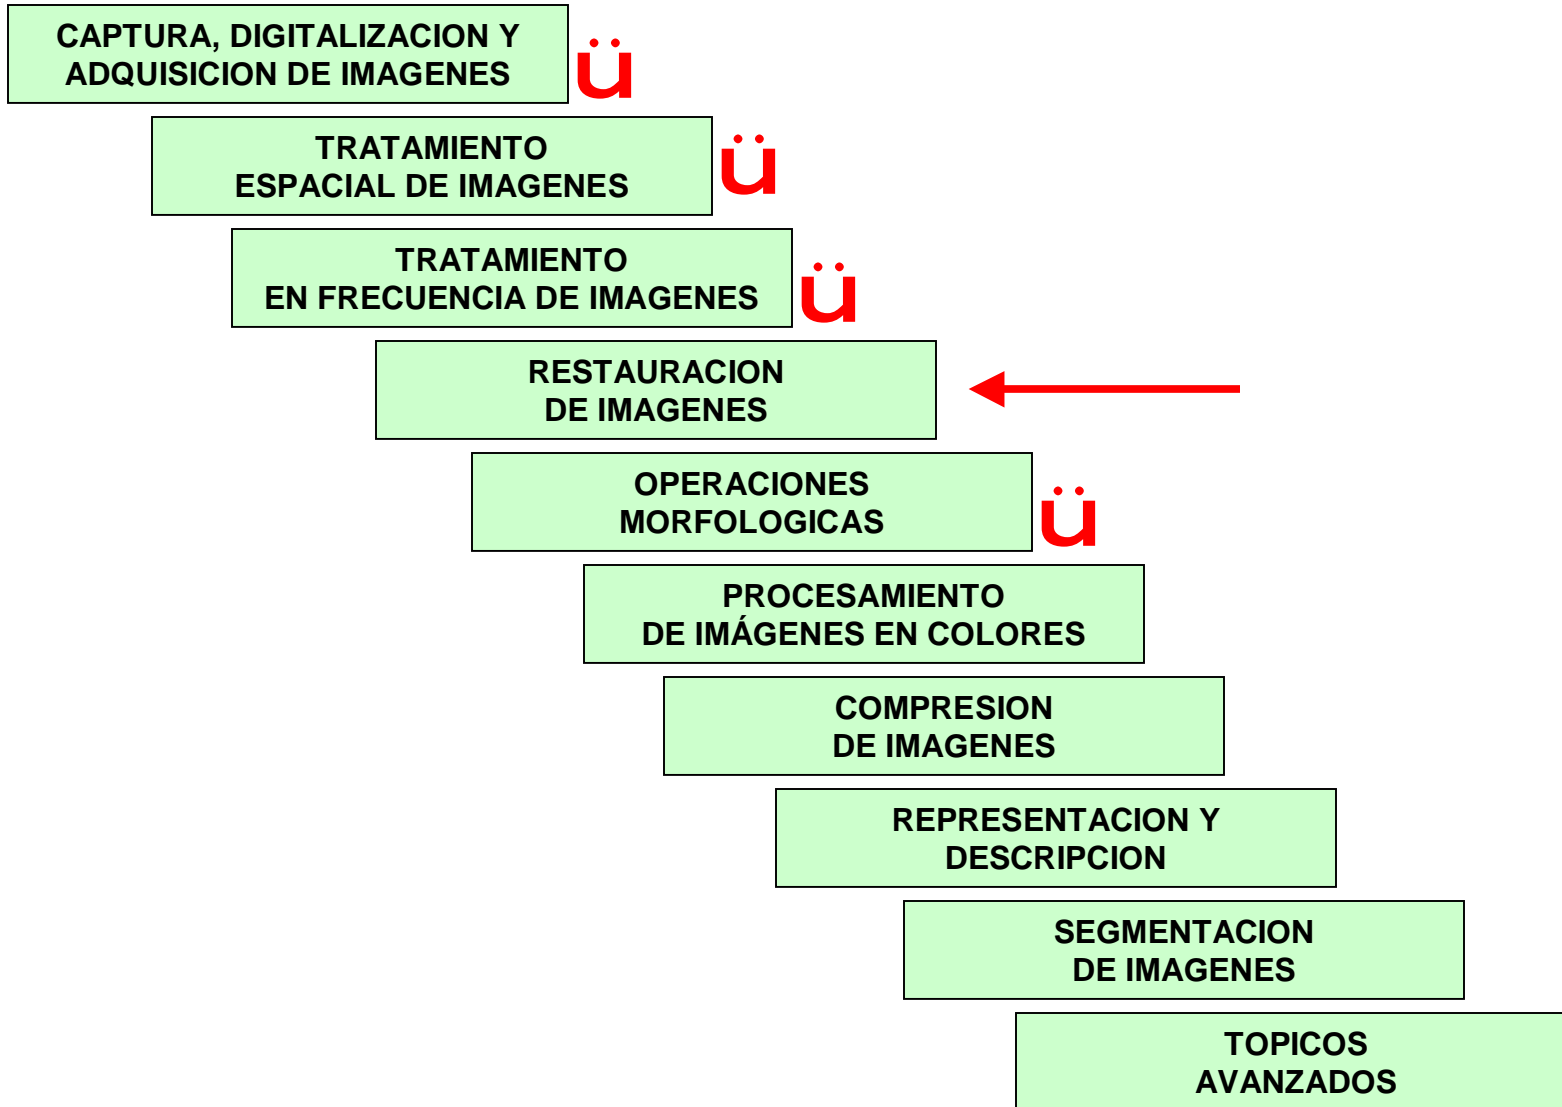 CAPTURA, DIGITALIZACION Y
ADQUISICION DE IMAGENES
ü
TRATAMIENTO
ESPACIAL DE IMAGENES
ü
TRATAMIENTO
EN FRECUENCIA DE IMAGENES
ü
RESTAURACION
DE IMAGENES
OPERACIONES
MORFOLOGICAS
ü
PROCESAMIENTO
DE IMÁGENES EN COLORES
COMPRESION
DE IMAGENES
REPRESENTACION Y
DESCRIPCION
SEGMENTACION
DE IMAGENES
TOPICOS
AVANZADOS